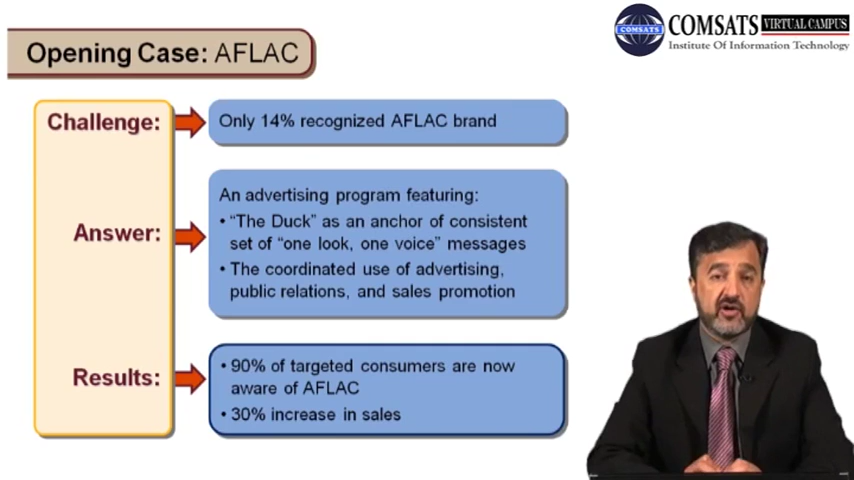 COMSATS VIRTUAL CAMPUS
COMSATS
Institute Of Information Technology
Opening Case: AFLAC
Challenge:
Only 14% recognized AFLAC brand
Answer:
An advertising program featuring:
• “The Duck” as an anchor of consistent
set of “one look, one voice” messages
• The coordinated use of advertising,
public relations, and sales promotion
Results:
• 90% of targeted consumers are now
aware of AFLAC
• 30% increase in sales